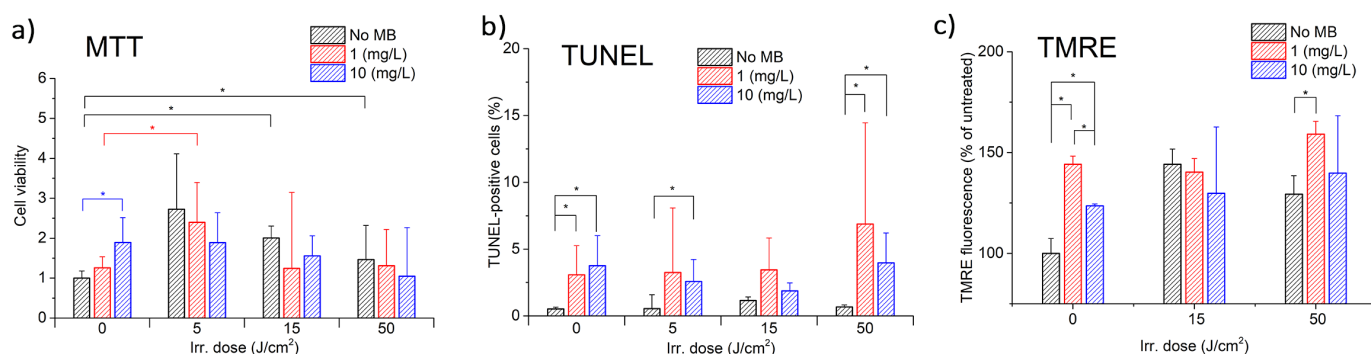 a)
MTT
No MB
1 (mg/L)
10 (mg/L)
Cell viability
6
5
4
3
2
1
0
*
*
*
*
0 5 15 50
Irr. dose (J/cm²)
b)
TUNEL
No MB
1 (mg/L)
10 (mg/L)
TUNEL-positive cells (%)
20
15
10
5
0
*
*
*
*
*
0 5 15 50
Irr. dose (J/cm²)
c)
TMRE
No MB
1 (mg/L)
10 (mg/L)
TMRE fluorescence (% of untreated)
200
150
100
*
*
*
*
0 15 50
Irr. dose (J/cm²)